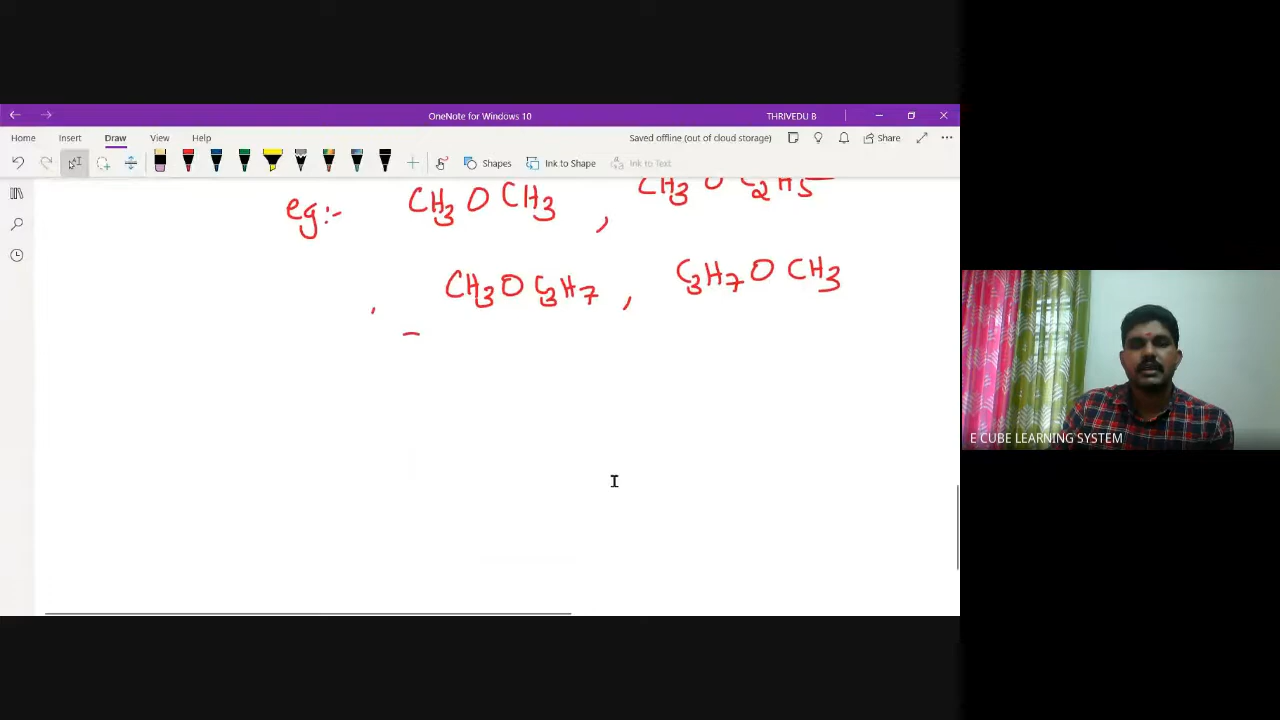 OneNote for Windows 10
THRIVEDU B
Home Insert Draw View Help
Saved offline (out of cloud storage)
Share
Shapes
Ink to Shape
Ink to Text
eg:- CH3 O CH3 , CH3 O C2H5
CH3 O C3H7 , C3H7 O CH3
E CUBE LEARNING SYSTEM